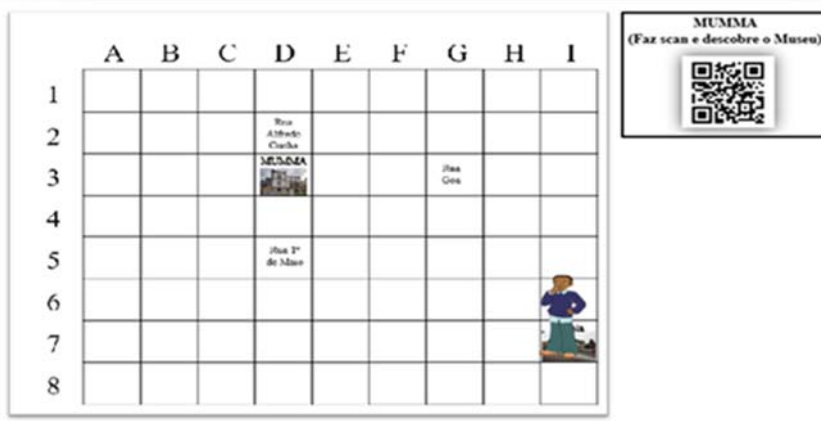 MUMMA
(Faz scan e descobre o Museu)
A B C D E F G H I
1
2
Rua
Alfredo
Cunha
3
MUMMA
Rua
Goa
4
5
Rua 1º
de Maio
6
7
8